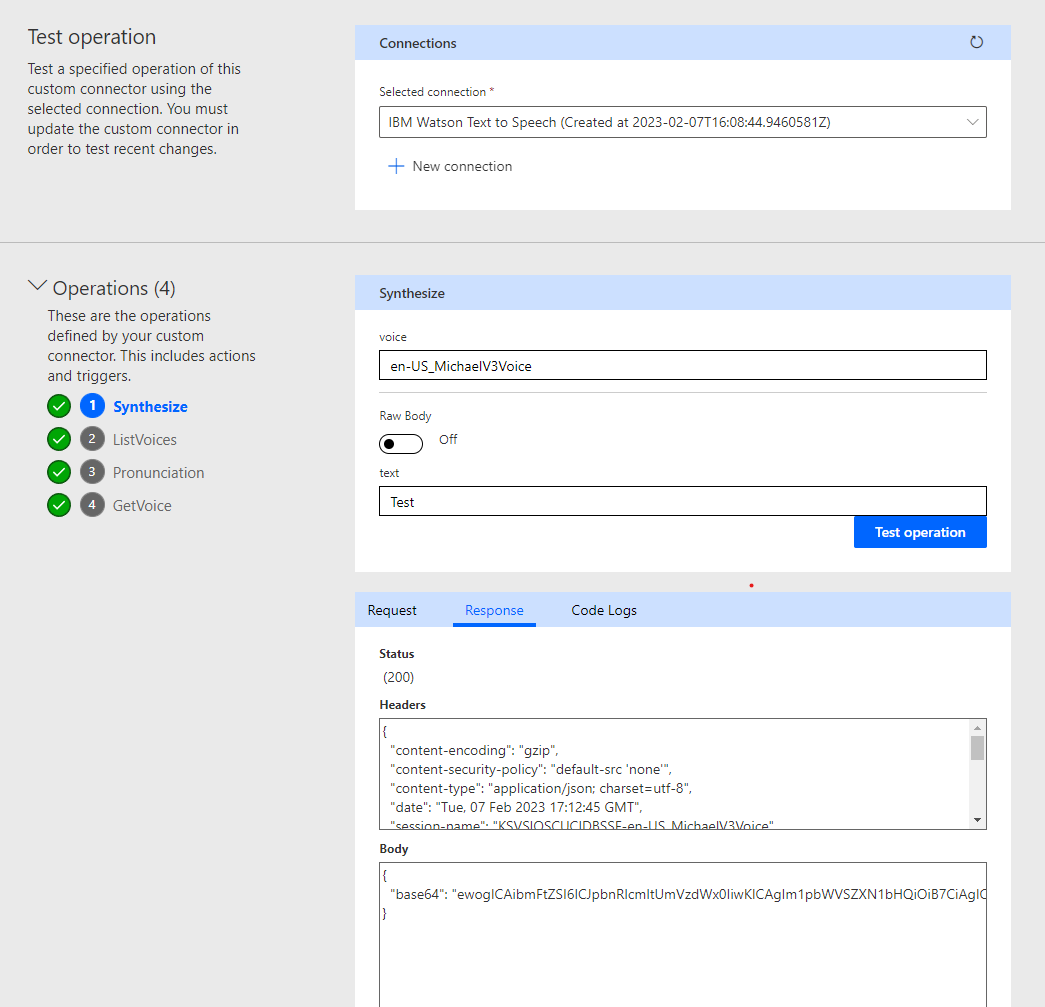 Test operation
Test a specified operation of this
custom connector using the
selected connection. You must
update the custom connector in
order to test recent changes.
Connections
Selected connection *
IBM Watson Text to Speech (Created at 2023-02-07T16:08:44.9460581Z)
New connection
Operations (4)
These are the operations
defined by your custom
connector. This includes actions
and triggers.
1 Synthesize
2 ListVoices
3 Pronunciation
4 GetVoice
Synthesize
voice
en-US_MichaelV3Voice
Raw Body
Off
text
Test
Test operation
Request Response Code Logs
Status
(200)
Headers
{
"content-encoding": "gzip",
"content-security-policy": "default-src 'none'",
"content-type": "application/json; charset=utf-8",
"date": "Tue, 07 Feb 2023 17:12:45 GMT",
"session-name": "KSVSIOSCUCIDBSSF-en-US_MichaelV3Voice"
Body
{
"base64": "ewogICAibmFtZSI6ICJpbnRlcm1tUmVzdWx0IiwKICAgIm1pbWVSZXN1bHQiOiB7CiAgIC
}